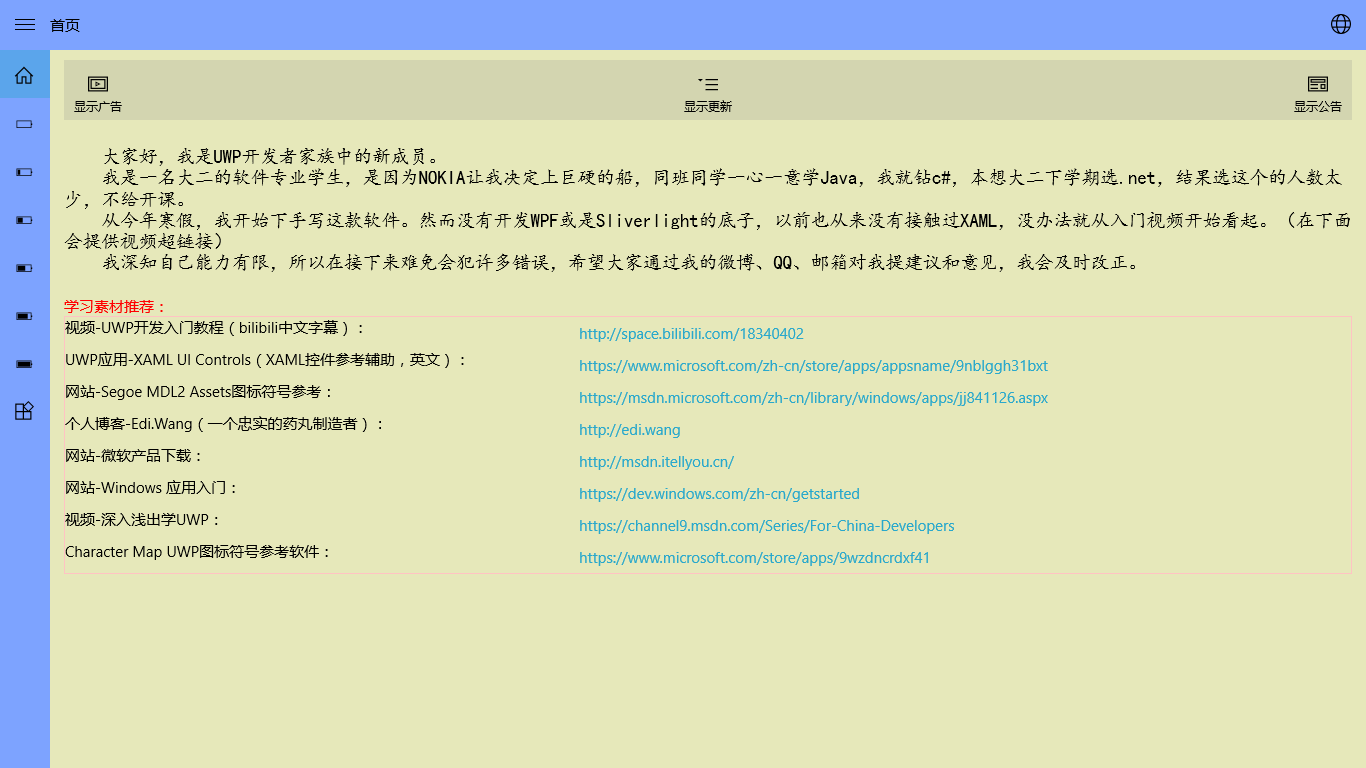 首页
显示广告
显示更新
显示公告
大家好，我是UWP开发者家族中的新成员。
我是一名大二的软件专业学生，是因为NOKIA让我决定上巨硬的船，同班同学一心一意学Java，我就钻c#，本想大二下学期选.net，结果选这个的人数太
少，不给开课。
从今年寒假，我开始下手写这款软件。然而没有开发WPF或是Sliverlight的底子，以前也从来没有接触过XAML，没办法就从入门视频开始看起。（在下面
会提供视频超链接）
我深知自己能力有限，所以在接下来难免会犯许多错误，希望大家通过我的微博、QQ、邮箱对我提建议和意见，我会及时改正。
学习素材推荐：
视频-UWP开发入门教程（bilibili中文字幕）：
http://space.bilibili.com/18340402
UWP应用-XAML UI Controls（XAML控件参考辅助，英文）：
https://www.microsoft.com/zh-cn/store/apps/appsname/9nblggh31bxt
网站-Segoe MDL2 Assets图标符号参考：
https://msdn.microsoft.com/zh-cn/library/windows/apps/jj841126.aspx
个人博客-Edi.Wang（一个忠实的药丸制造者）：
http://edi.wang
网站-微软产品下载：
http://msdn.itellyou.cn/
网站-Windows 应用入门：
https://dev.windows.com/zh-cn/getstarted
视频-深入浅出学UWP：
https://channel9.msdn.com/Series/For-China-Developers
Character Map UWP图标符号参考软件：
https://www.microsoft.com/store/apps/9wzdncrdxf41